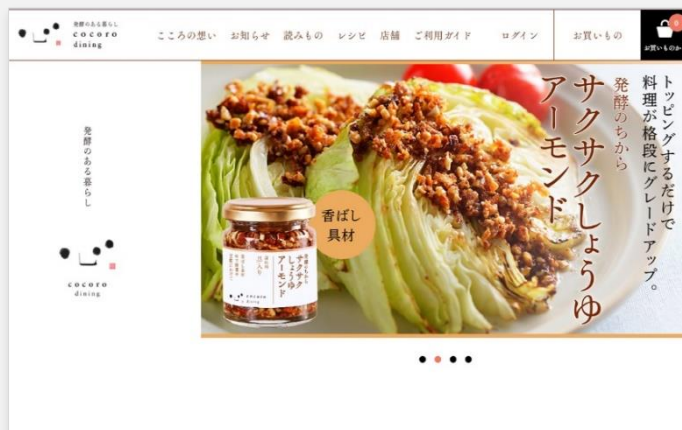 発酵のある暮らし
cocoro
dining
こころの想い お知らせ 読みもの レシピ 店舗 ご利用ガイド ログイン お買いもの
発酵のある暮らし
cocoro
dining
トッピングするだけで
料理が格段にグレードアップ。
発酵のちから
サクサクしょうゆ
アーモンド
香ばし
具材
発酵のちから
サクサク
しょうゆ
アーモンド
cocoro
dining